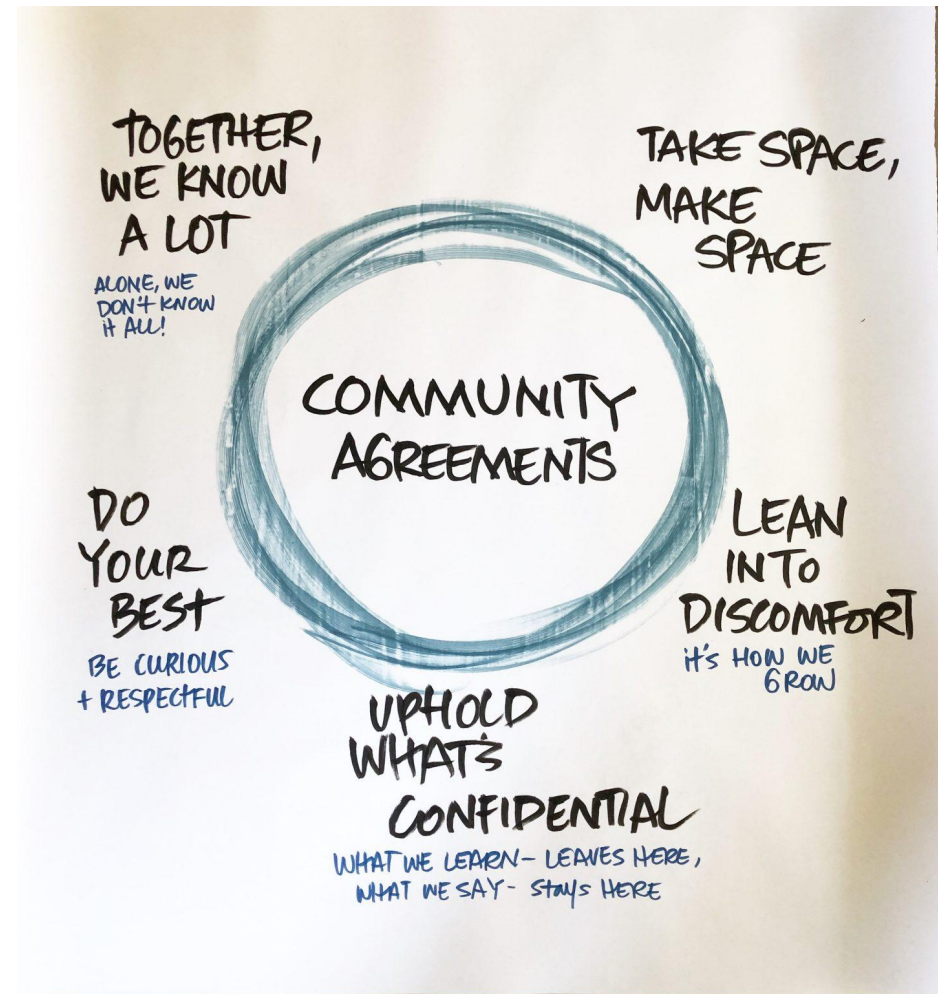 TOGETHER,
WE KNOW
A LOT
ALONE, WE
DON't KNOW
it ALL!
TAKE SPACE,
MAKE
SPACE
COMMUNITY
AGREEMENTS
DO
YOUR
BEST
BE CURIOUS
+ RESPECTFUL
LEAN
INTO
DISCOMFORT
it's HOW WE
GROW
UPHOLD
WHAT'S
CONFIDENTIAL
WHAT WE LEARN- LEAVES HERE,
WHAT WE SAY- Stays HERE